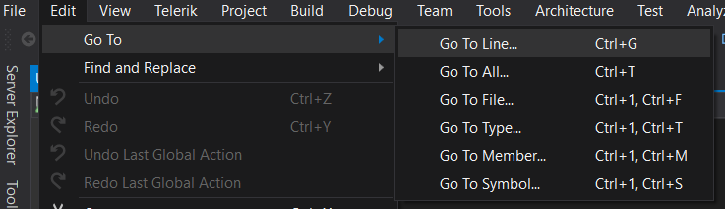 File Edit View Telerik Project Build Debug Team Tools Architecture Test Analy
Go To
Go To Line... Ctrl+G
Find and Replace
Go To All... Ctrl+T
Undo Ctrl+Z
Go To File... Ctrl+1, Ctrl+F
Redo Ctrl+Y
Go To Type... Ctrl+1, Ctrl+T
Undo Last Global Action
Go To Member... Ctrl+1, Ctrl+M
Redo Last Global Action
Go To Symbol... Ctrl+1, Ctrl+S
Server Explorer
Tool